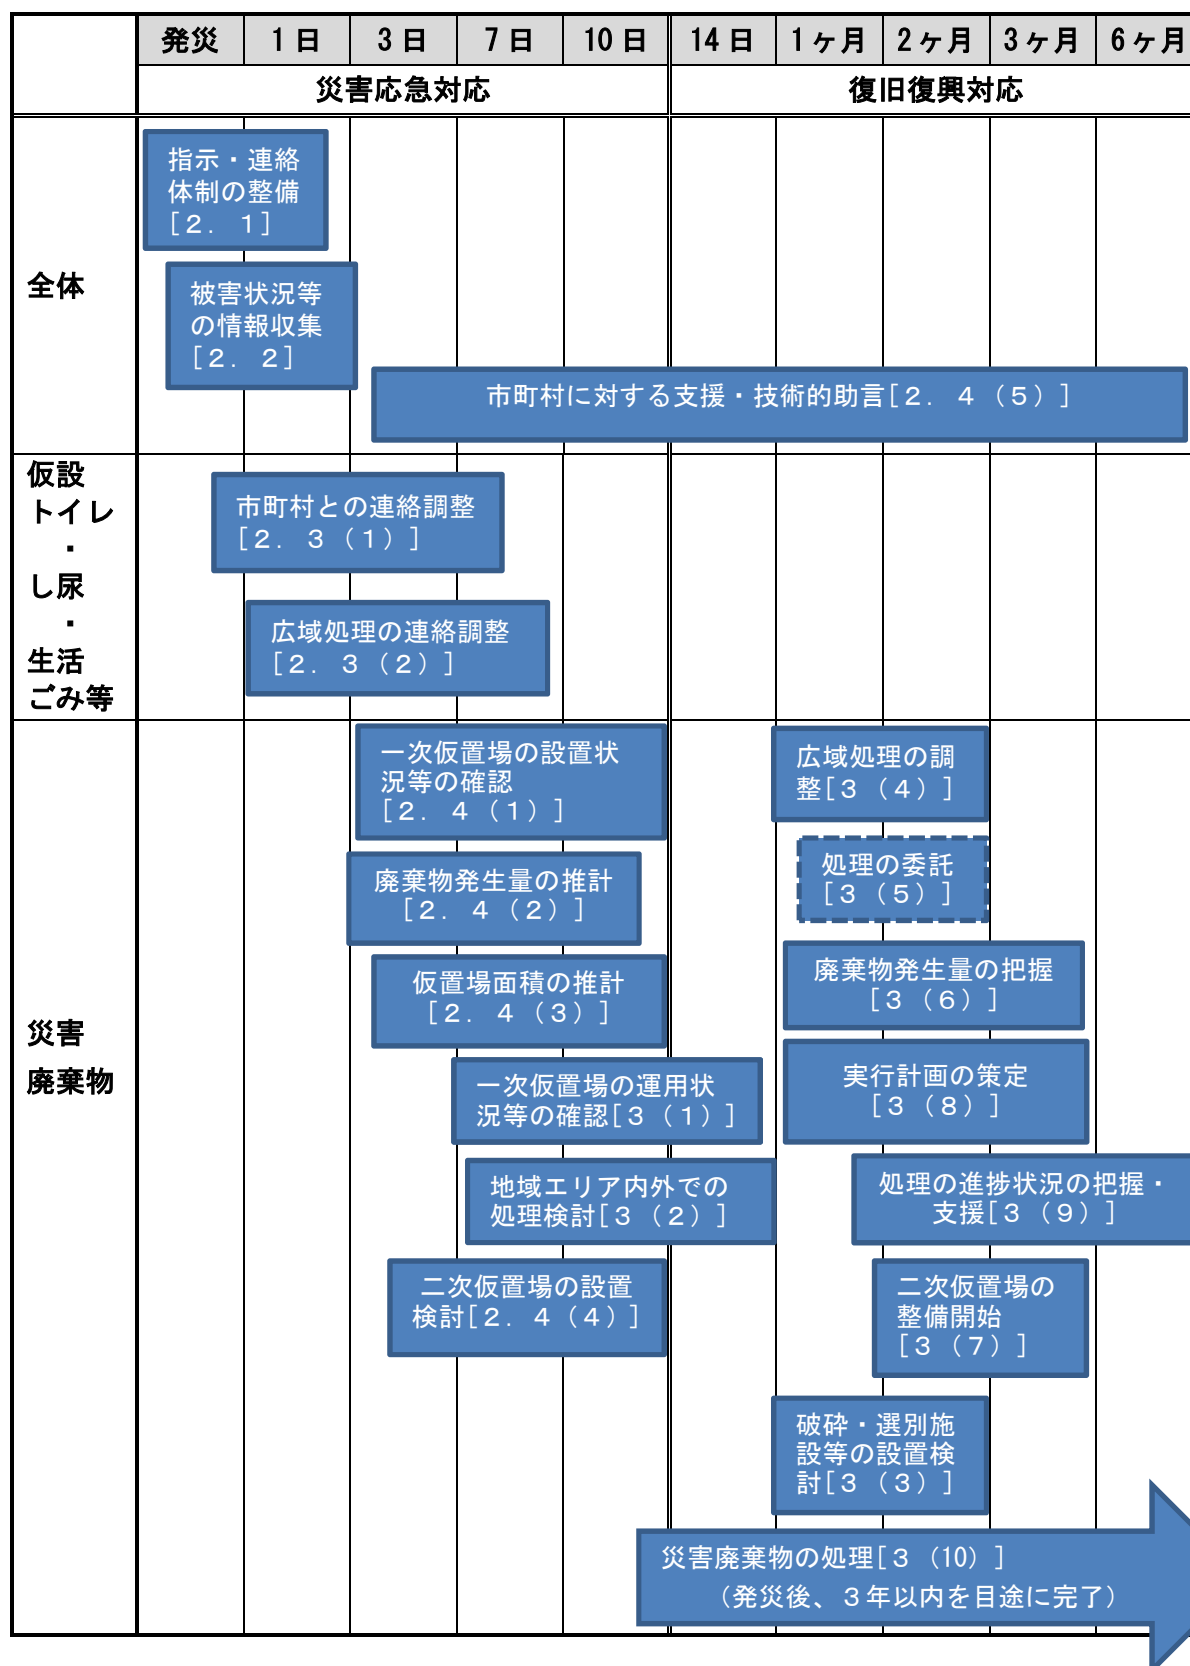 発災 1日 3日 7日 10日 14日 1ヶ月 2ヶ月 3ヶ月 6ヶ月
災害応急対応 復旧復興対応
全体
指示・連絡
体制の整備
[２．１]
被害状況等
の情報収集
[２．２]
市町村に対する支援・技術的助言[２．４（５）]
仮設
トイレ
・
し尿
・
生活
ごみ等
市町村との連絡調整
[２．３（１）]
広域処理の連絡調整
[２．３（２）]
災害
廃棄物
一次仮置場の設置状
況等の確認
[２．４（１）]
廃棄物発生量の推計
[２．４（２）]
仮置場面積の推計
[２．４（３）]
一次仮置場の運用状
況等の確認[３（１）]
地域エリア内外での
処理検討[３（２）]
二次仮置場の設置
検討[２．４（４）]
広域処理の調
整[３（４）]
処理の委託
[３（５）]
廃棄物発生量の把握
[３（６）]
実行計画の策定
[３（８）]
処理の進捗状況の把握・
支援[３（９）]
二次仮置場の
整備開始
[３（７）]
破砕・選別施
設等の設置検
討[３（３）]
災害廃棄物の処理[３（10）]
（発災後、３年以内を目途に完了）